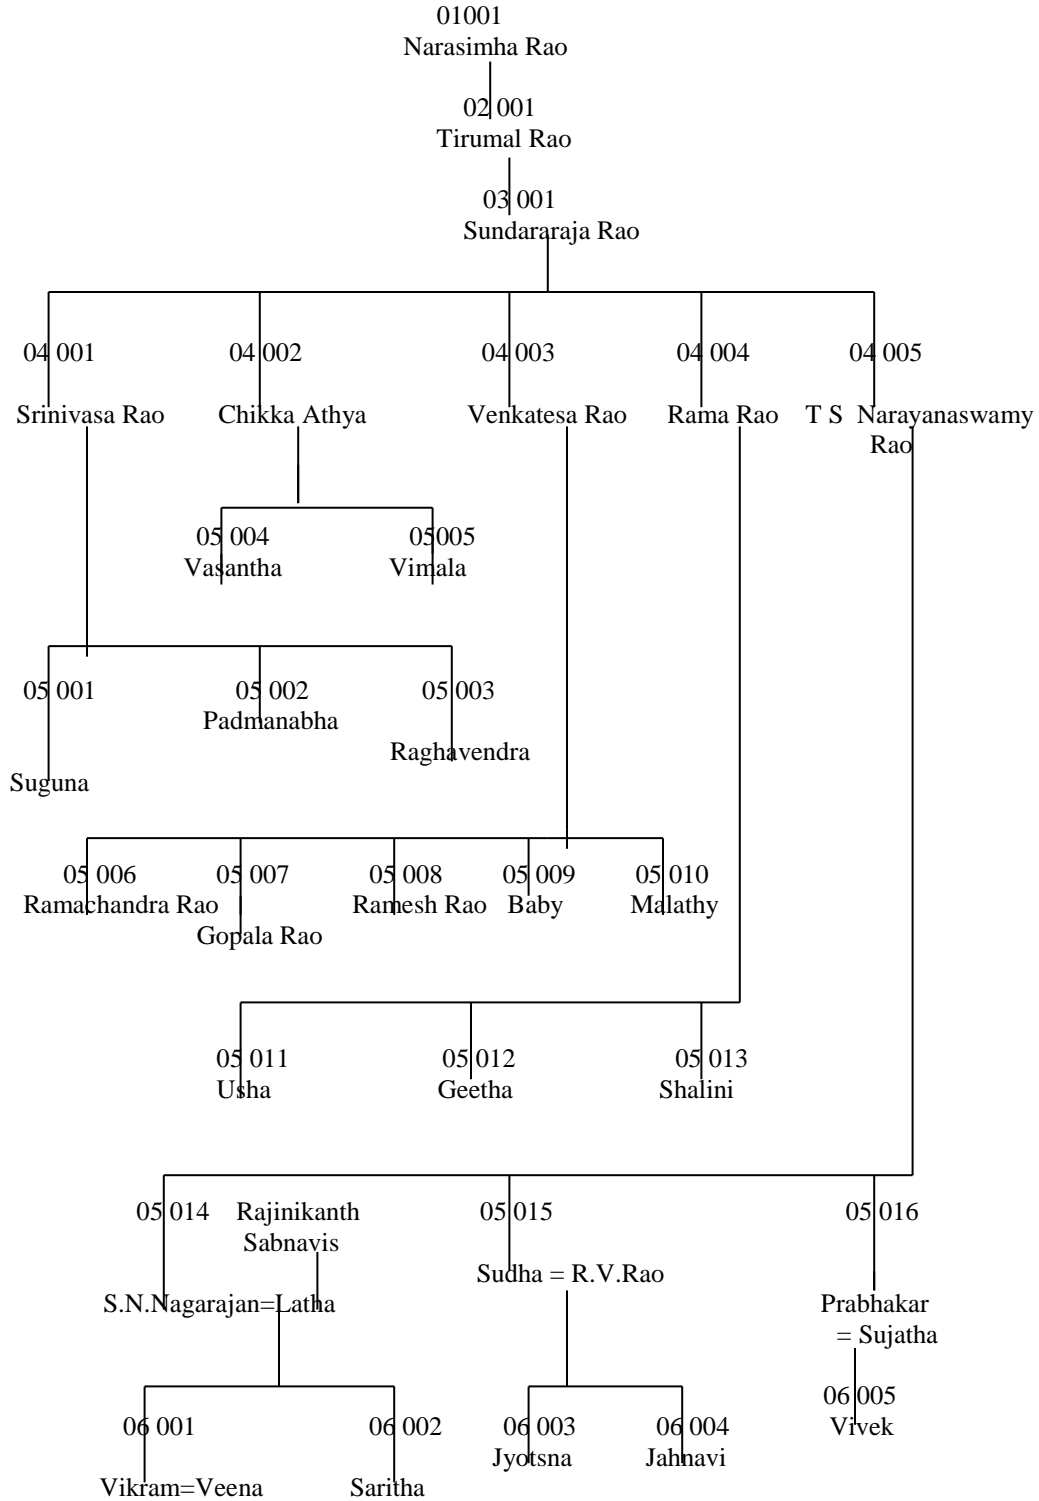 01001
Narasimha Rao
02 001
Tirumal Rao
03 001
Sundararaja Rao
04 001 04 002 04 003 04 004 04 005
Srinivasa Rao Chikka Athya Venkatesa Rao Rama Rao T S Narayanaswamy
Rao
05 004 05005
Vasantha Vimala
05 001 05 002 05 003
Padmanabha
Raghavendra
Suguna
05 006 05 007 05 008 05 009 05 010
Ramachandra Rao Ramesh Rao Baby Malathy
Gopala Rao
05 011 05 012 05 013
Usha Geetha Shalini
05 014 Rajinikanth 05 015 05 016
Sabnavis
Sudha = R.V.Rao
S.N.Nagarajan=Latha Prabhakar
= Sujatha
06 005
06 001 06 002 06 003 06 004 Vivek
Jyotsna Jahnavi
Vikram=Veena Saritha